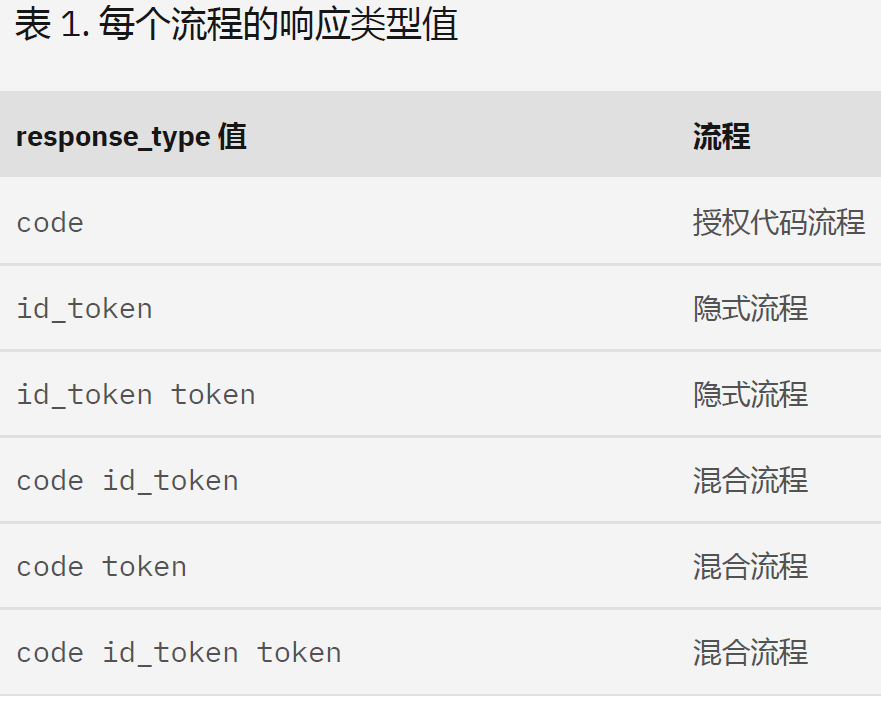 表 1. 每个流程的响应类型值
response_type 值 流程
code 授权代码流程
id_token 隐式流程
id_token token 隐式流程
code id_token 混合流程
code token 混合流程
code id_token token 混合流程